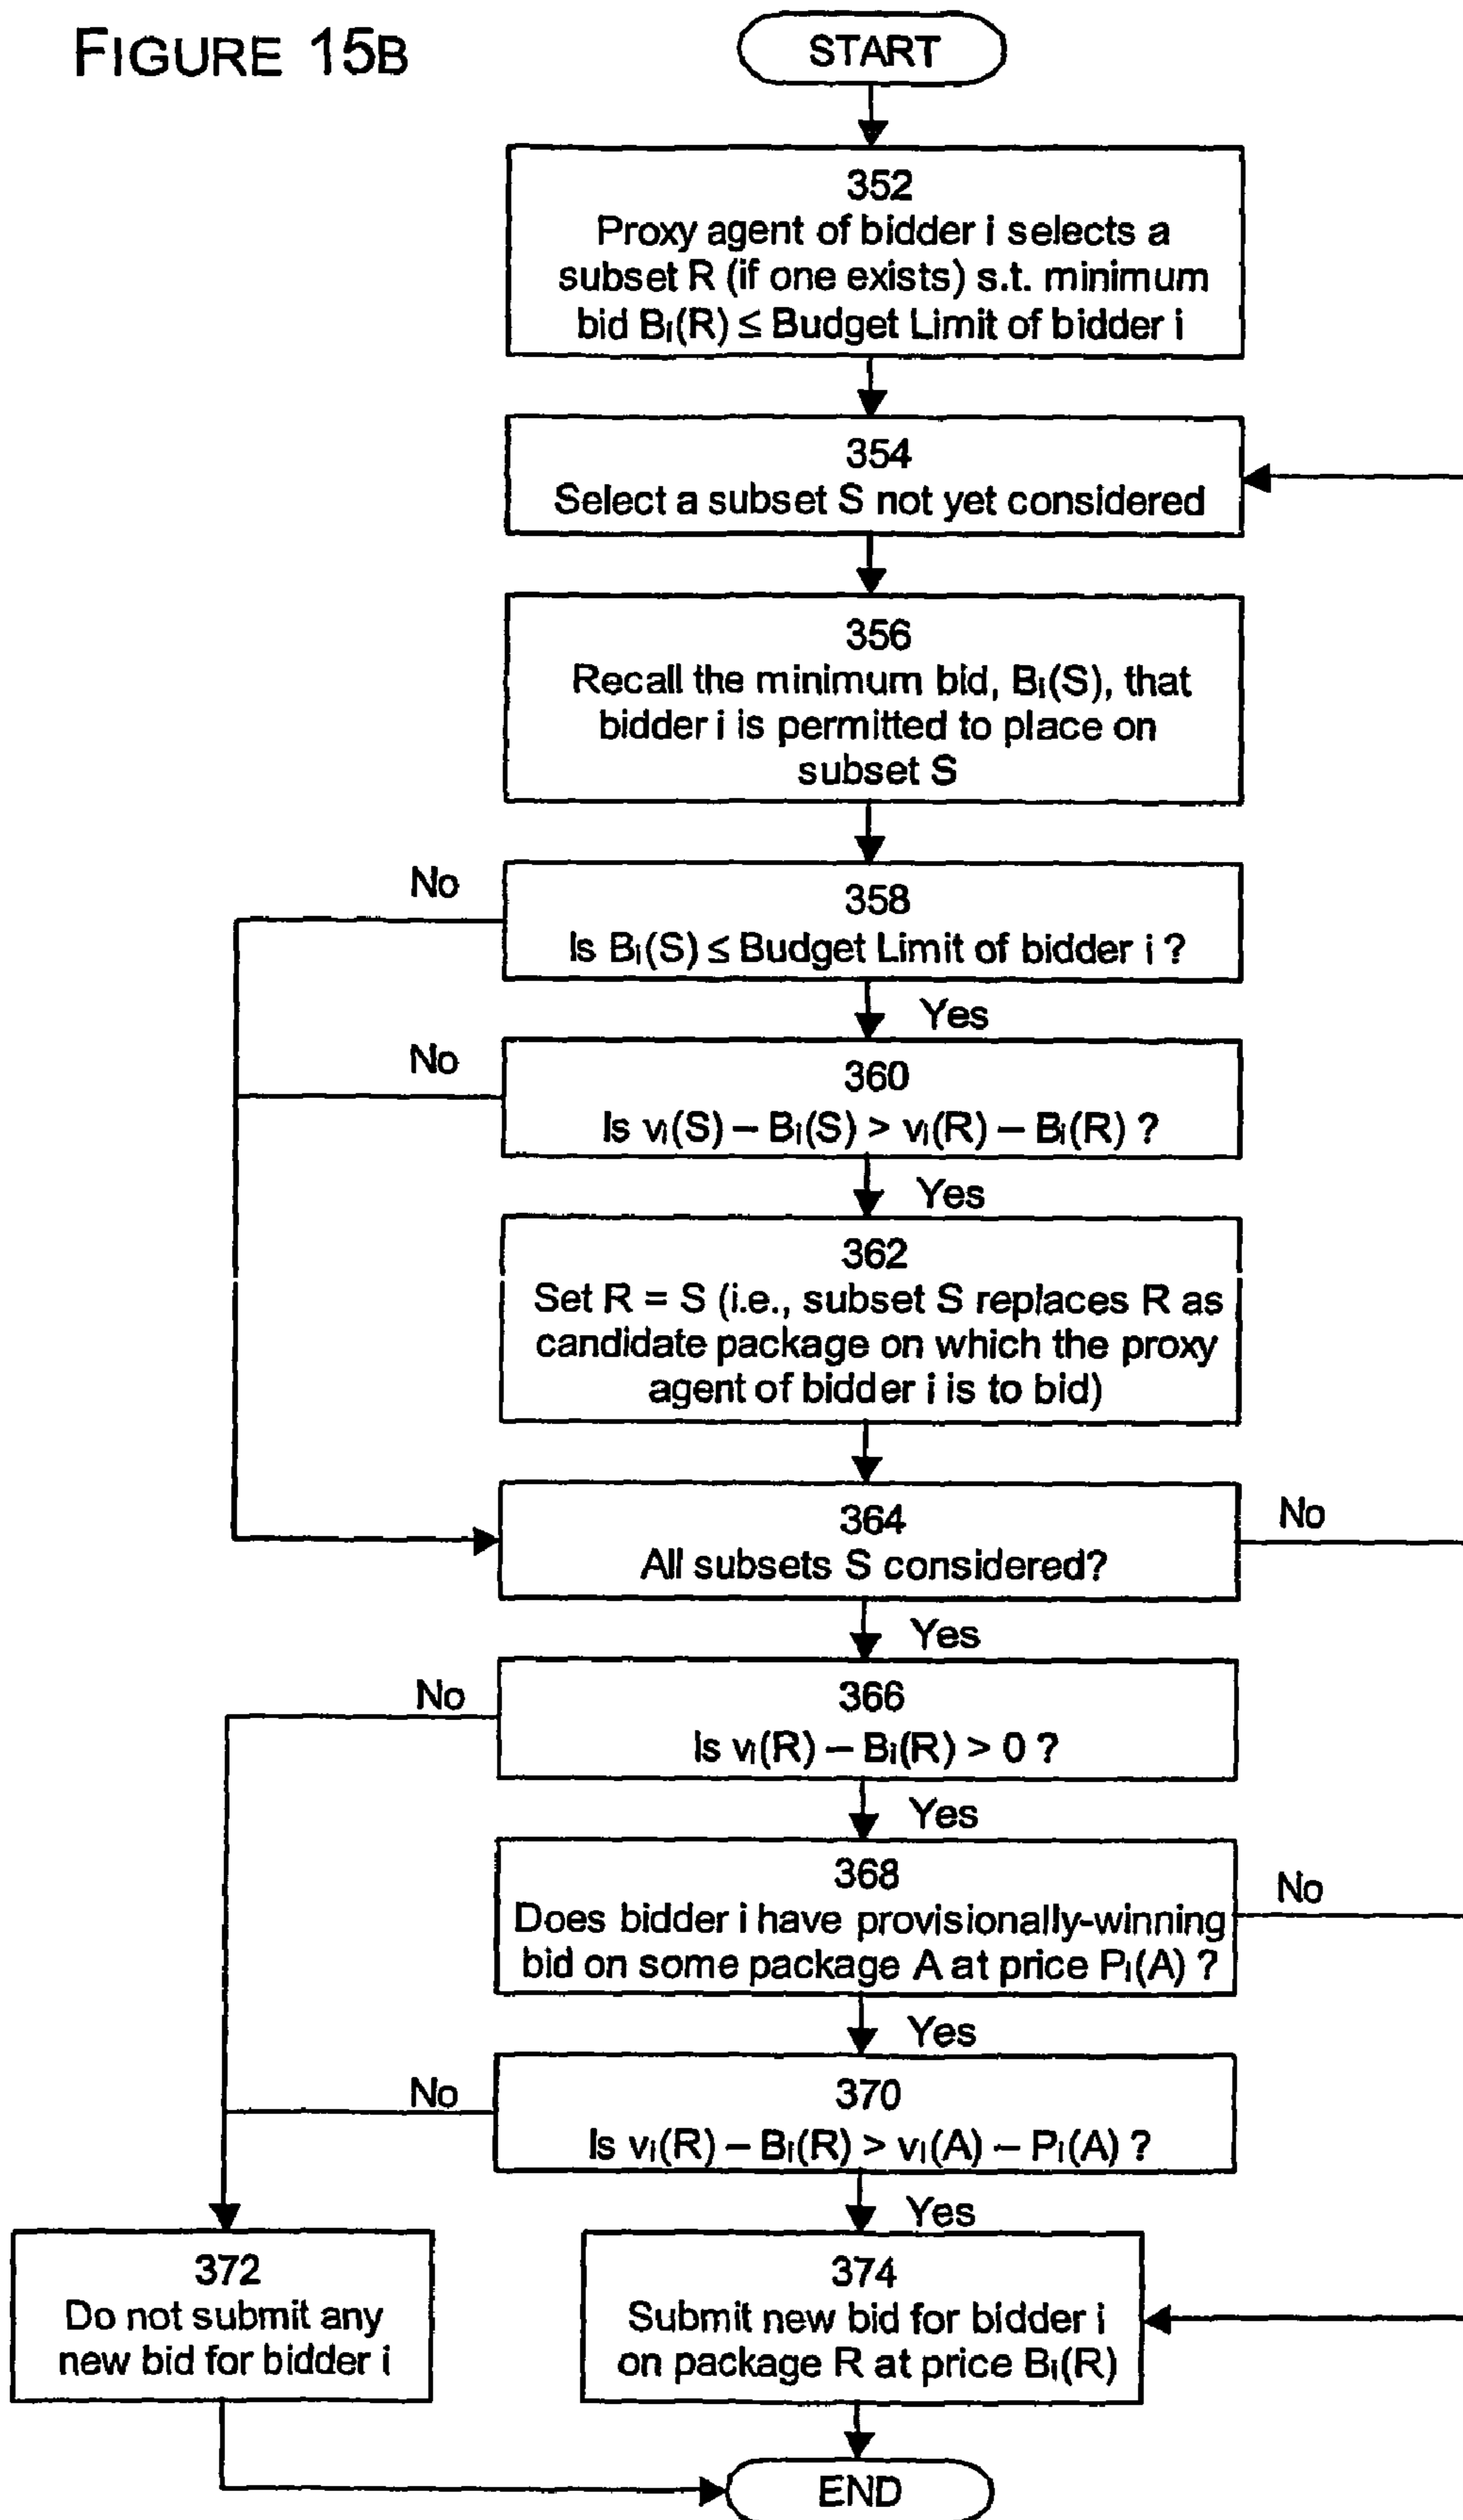 FIGURE 15B
START
352
Proxy agent of bidder i selects a
subset R (if one exists) s.t. minimum
bid Bi(R) ≤ Budget Limit of bidder i
354
Select a subset S not yet considered
356
Recall the minimum bid, Bi(S), that
bidder i is permitted to place on
subset S
No
358
Is Bi(S) ≤ Budget Limit of bidder i ?
Yes
No
360
Is vi(S) – Bi(S) > vi(R) – Bi(R) ?
Yes
362
Set R = S (i.e., subset S replaces R as
candidate package on which the proxy
agent of bidder i is to bid)
364
All subsets S considered?
No
Yes
No
366
Is vi(R) – Bi(R) > 0 ?
Yes
368
Does bidder i have provisionally-winning
bid on some package A at price Pi(A) ?
No
Yes
No
370
Is vi(R) – Bi(R) > vi(A) – Pi(A) ?
Yes
372
Do not submit any
new bid for bidder i
374
Submit new bid for bidder i
on package R at price Bi(R)
END